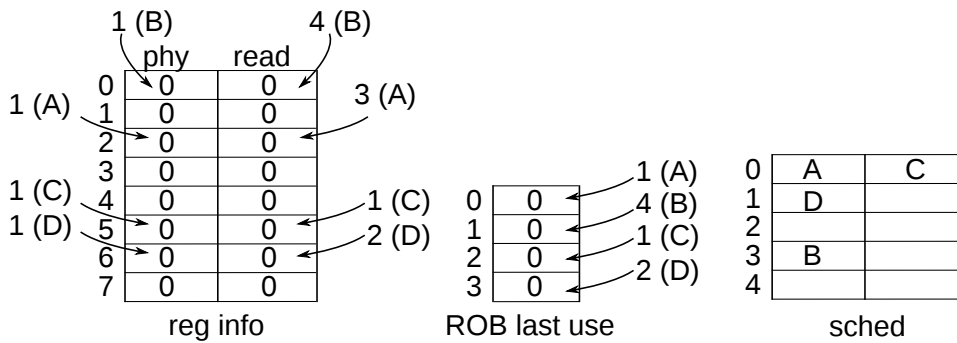 1 (B) 4 (B)
phy read
0 0 0
1 (A) 3 (A)
1 0 0
2 0 0
3 0 0
4 0 0
1 (C) 1 (C)
5 0 0
1 (D) 2 (D)
6 0 0
7 0 0
reg info
0 0 1 (A)
1 0 4 (B)
2 0 1 (C)
3 0 2 (D)
ROB last use
0 A C
1 D
2
3 B
4
sched